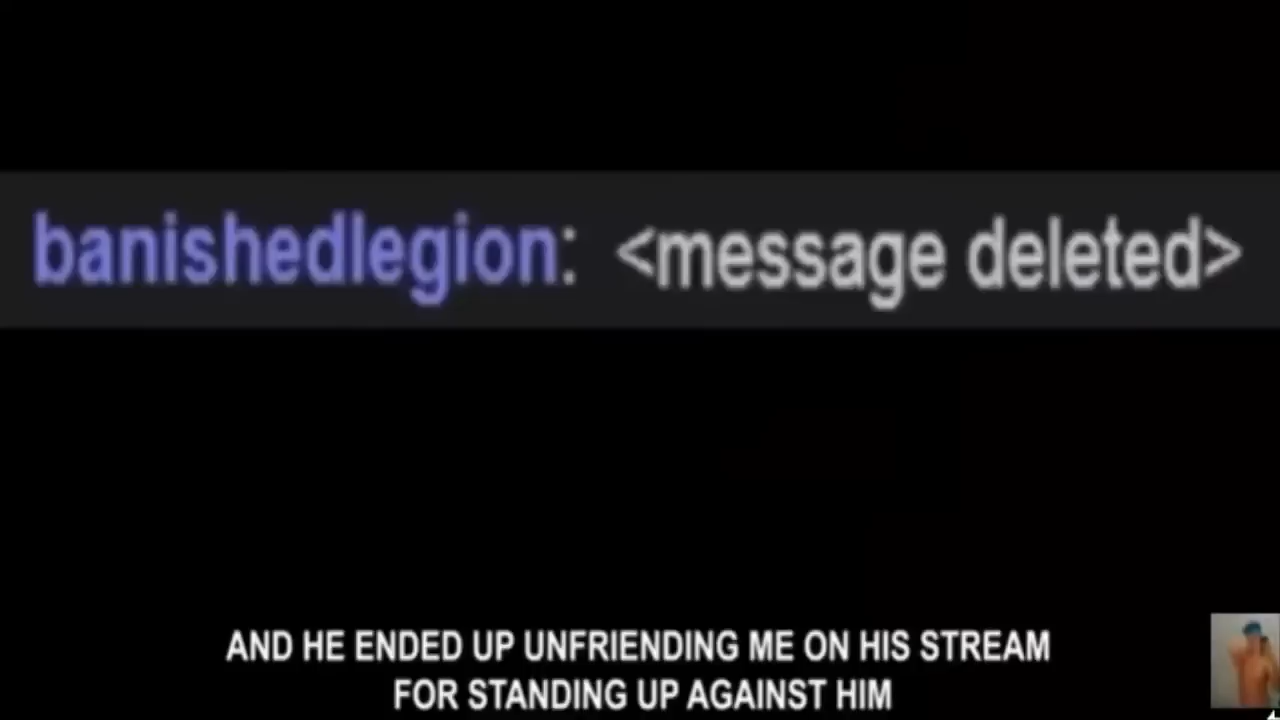 banishedlegion: <message deleted>
AND HE ENDED UP UNFRIENDING ME ON HIS STREAM
FOR STANDING UP AGAINST HIM